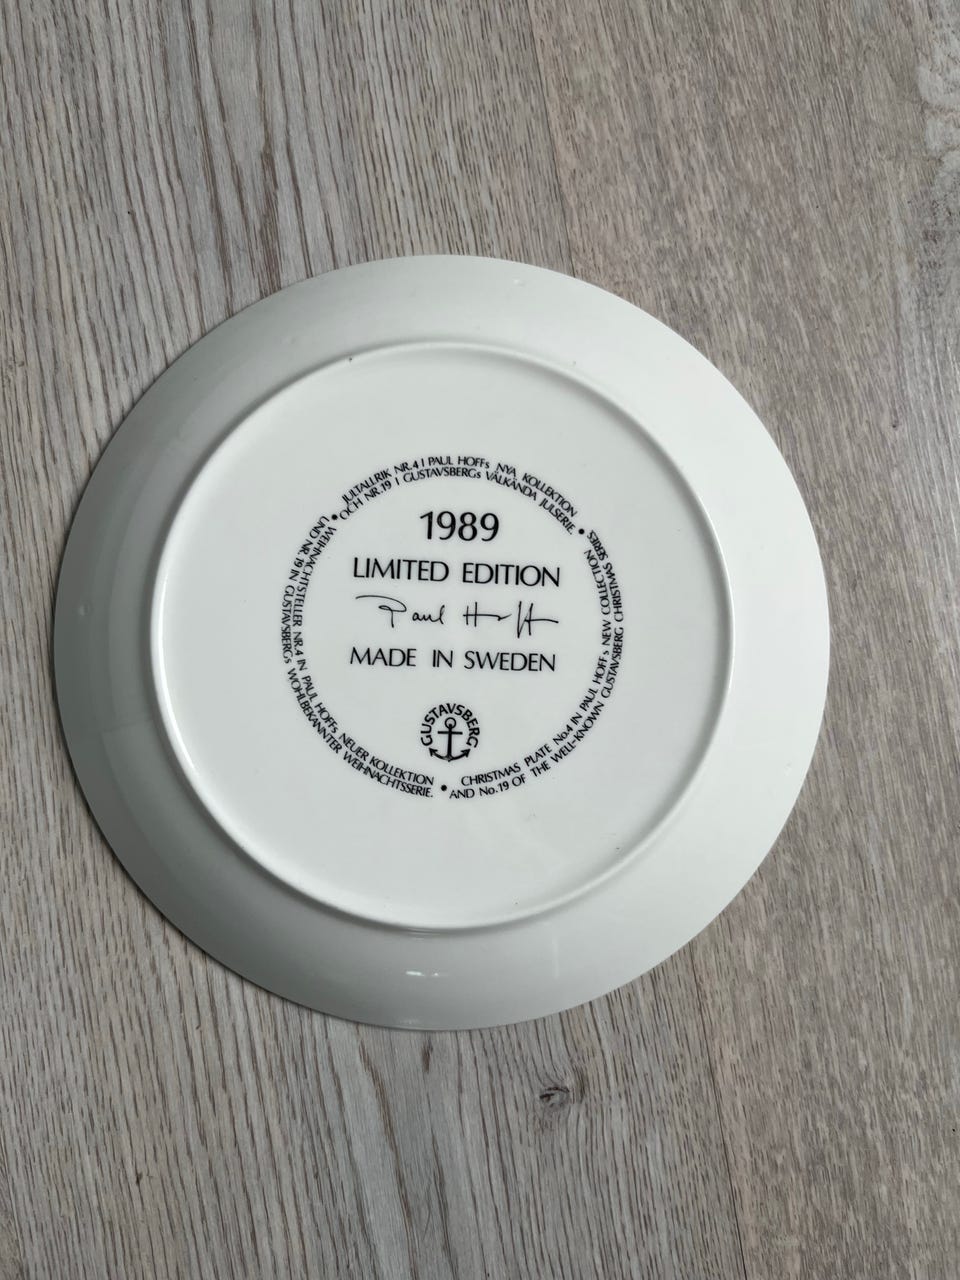 JULTALLRIK NR.4 I PAUL HOFFs NYA KOLLEKTION
OCH NR.19 I GUSTAVSBERGs VÄLKÄNDA JULSERIE.
1989
LIMITED EDITION
Paul Hoff
MADE IN SWEDEN
GUSTAVSBERG
CHRISTMAS PLATE No.4 IN PAUL HOFFs NEW COLLECTION
AND No.19 OF THE WELL-KNOWN GUSTAVSBERG CHRISTMAS SERIES
WEIHNACHTSTELLER NR.4 IN PAUL HOFFs NEUER KOLLEKTION
UND NR.19 IN GUSTAVSBERGs WOHLBEKANNTER WEIHNACHTSSERIE.